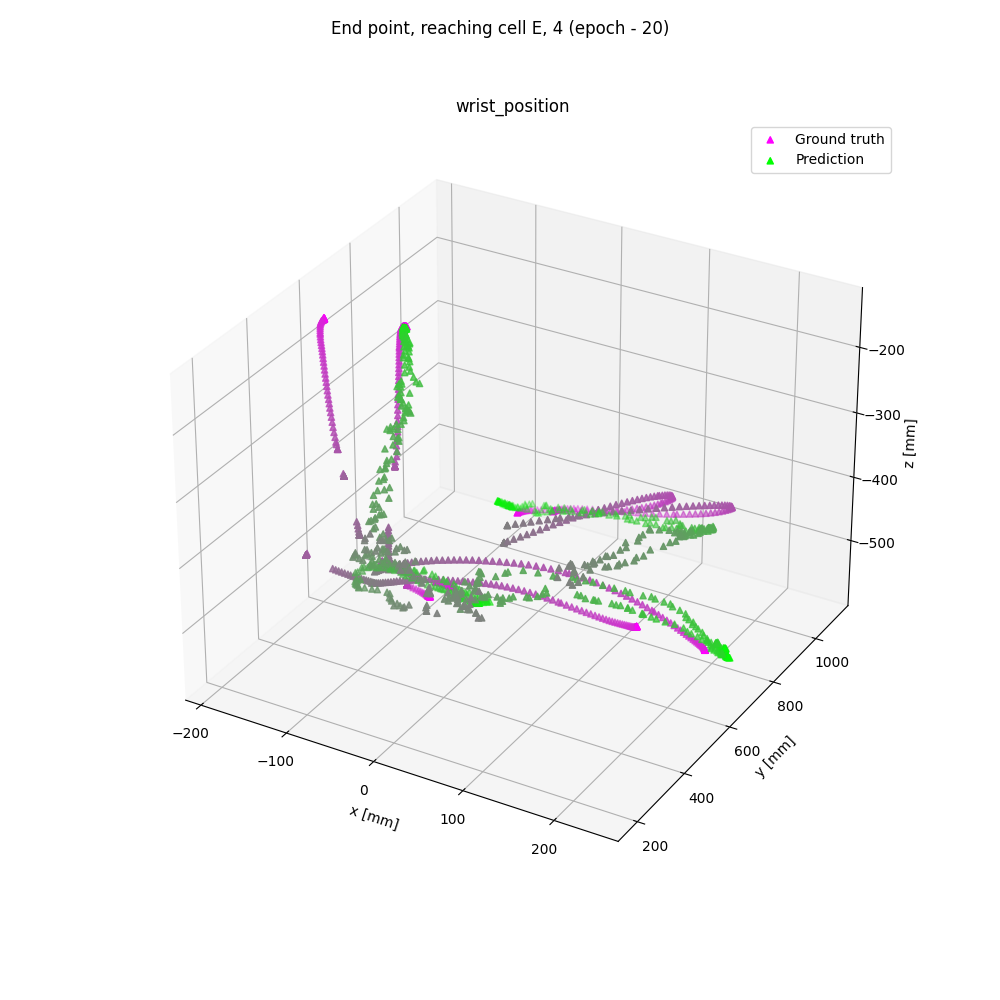 End point, reaching cell E, 4 (epoch - 20)
wrist_position
Ground truth
Prediction
−200
−300
−400
−500
z [mm]
1000
800
600
400
200
y [mm]
−200
−100
0
100
200
x [mm]